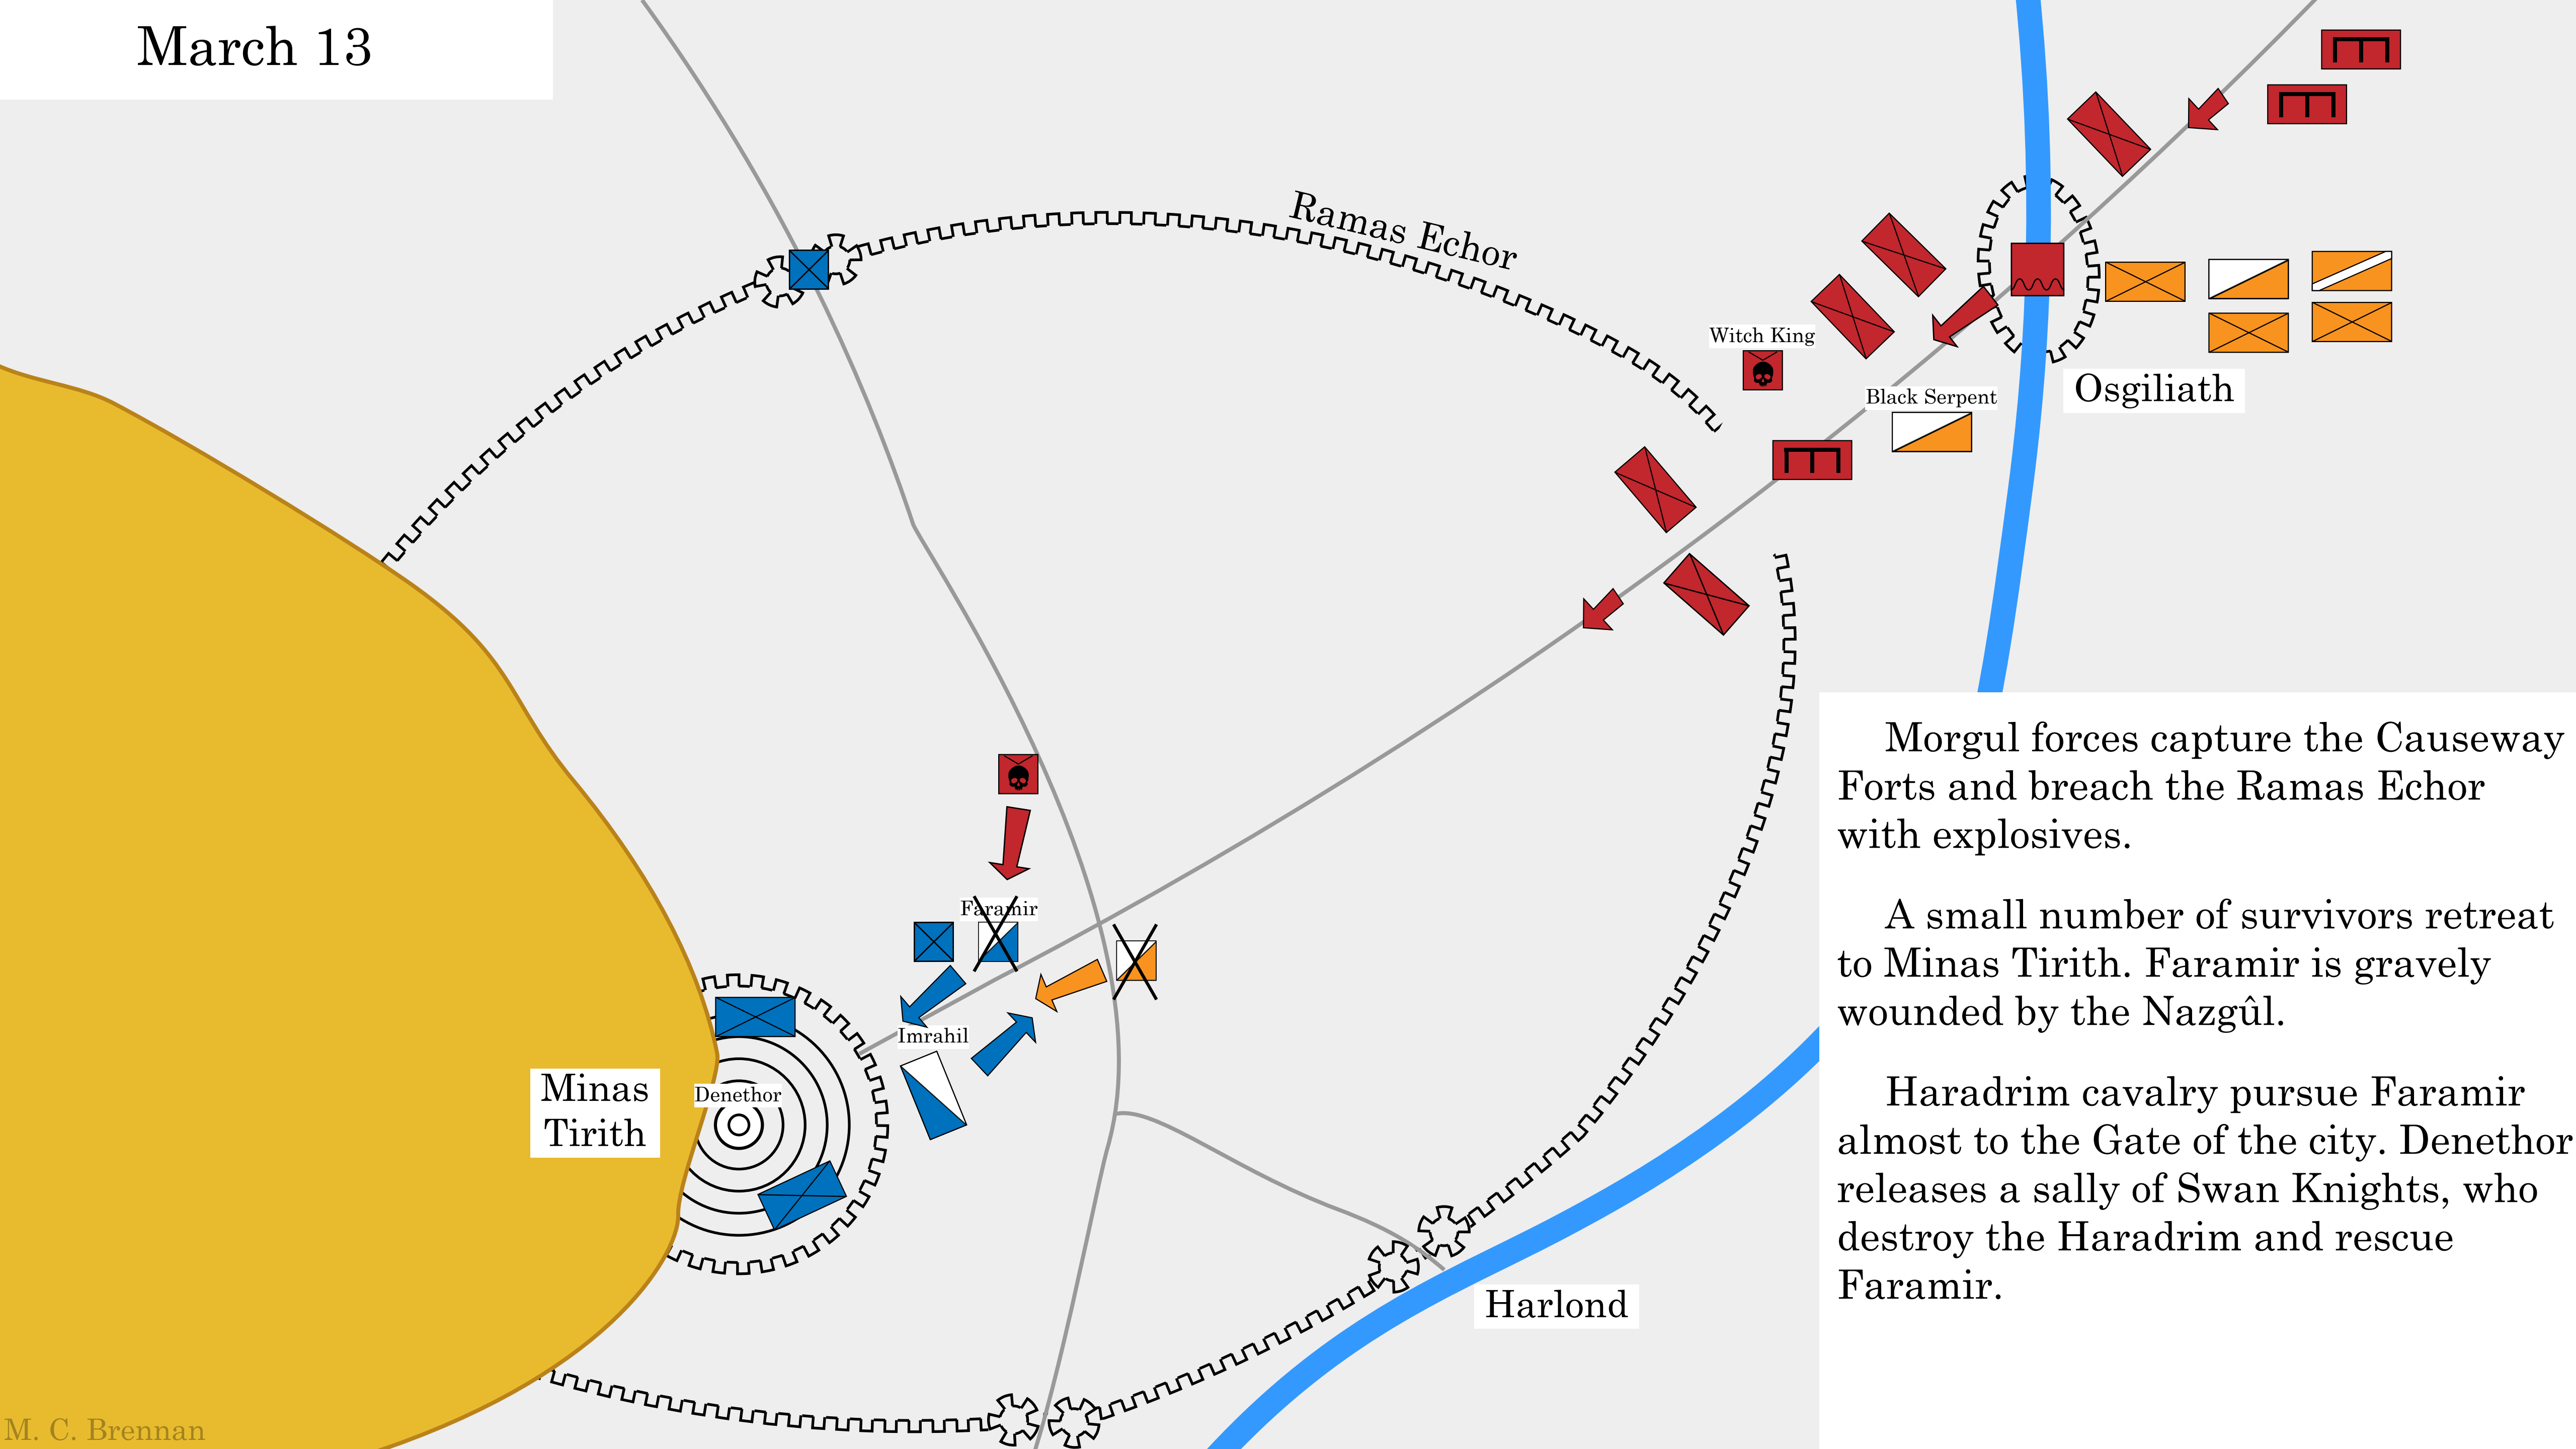 March 13
Ramas Echor
Witch King
Black Serpent
Osgiliath
Faramir
Imrahil
Minas
Tirith
Denethor
Harlond
Morgul forces capture the Causeway
Forts and breach the Ramas Echor
with explosives.
A small number of survivors retreat
to Minas Tirith. Faramir is gravely
wounded by the Nazgûl.
Haradrim cavalry pursue Faramir
almost to the Gate of the city. Denethor
releases a sally of Swan Knights, who
destroy the Haradrim and rescue
Faramir.
M. C. Brennan